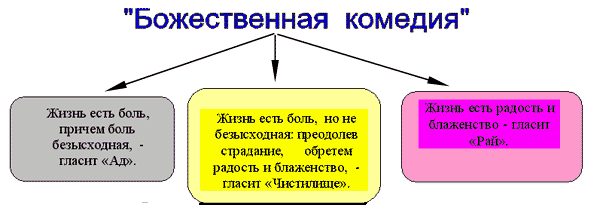 "Божественная комедия"
Жизнь есть боль,
причем боль
безысходная, -
гласит «Ад».
Жизнь есть боль, но не
безысходная: преодолев
страдание, обретем
радость и блаженство, -
гласит «Чистилище».
Жизнь есть радость и
блаженство - гласит
«Рай».